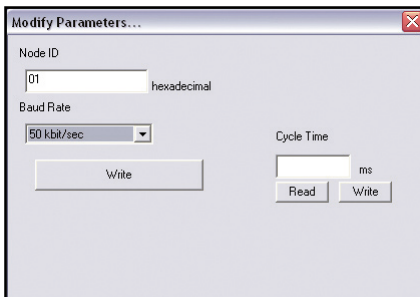 Modify Parameters...
Node ID
01
hexadecimal
Baud Rate
50 kbit/sec
Write
Cycle Time
ms
Read
Write